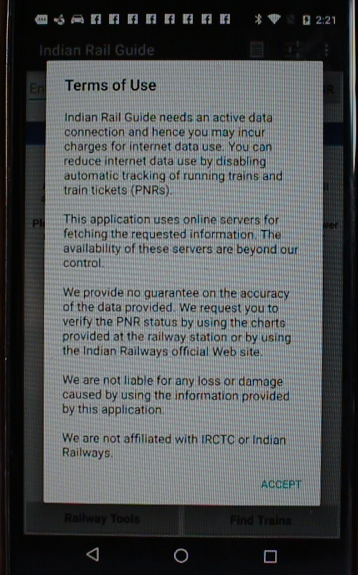 2:21
Indian Rail Guide
Terms of Use
Indian Rail Guide needs an active data
connection and hence you may incur
charges for internet data use. You can
reduce internet data use by disabling
automatic tracking of running trains and
train tickets (PNRs).
This application uses online servers for
fetching the requested information. The
availability of these servers are beyond our
control.
We provide no guarantee on the accuracy
of the data provided. We request you to
verify the PNR status by using the charts
provided at the railway station or by using
the Indian Railways official Web site.
We are not liable for any loss or damage
caused by using the information provided
by this application.
We are not affiliated with IRCTC or Indian
Railways.
ACCEPT
Railway Tools Find Trains